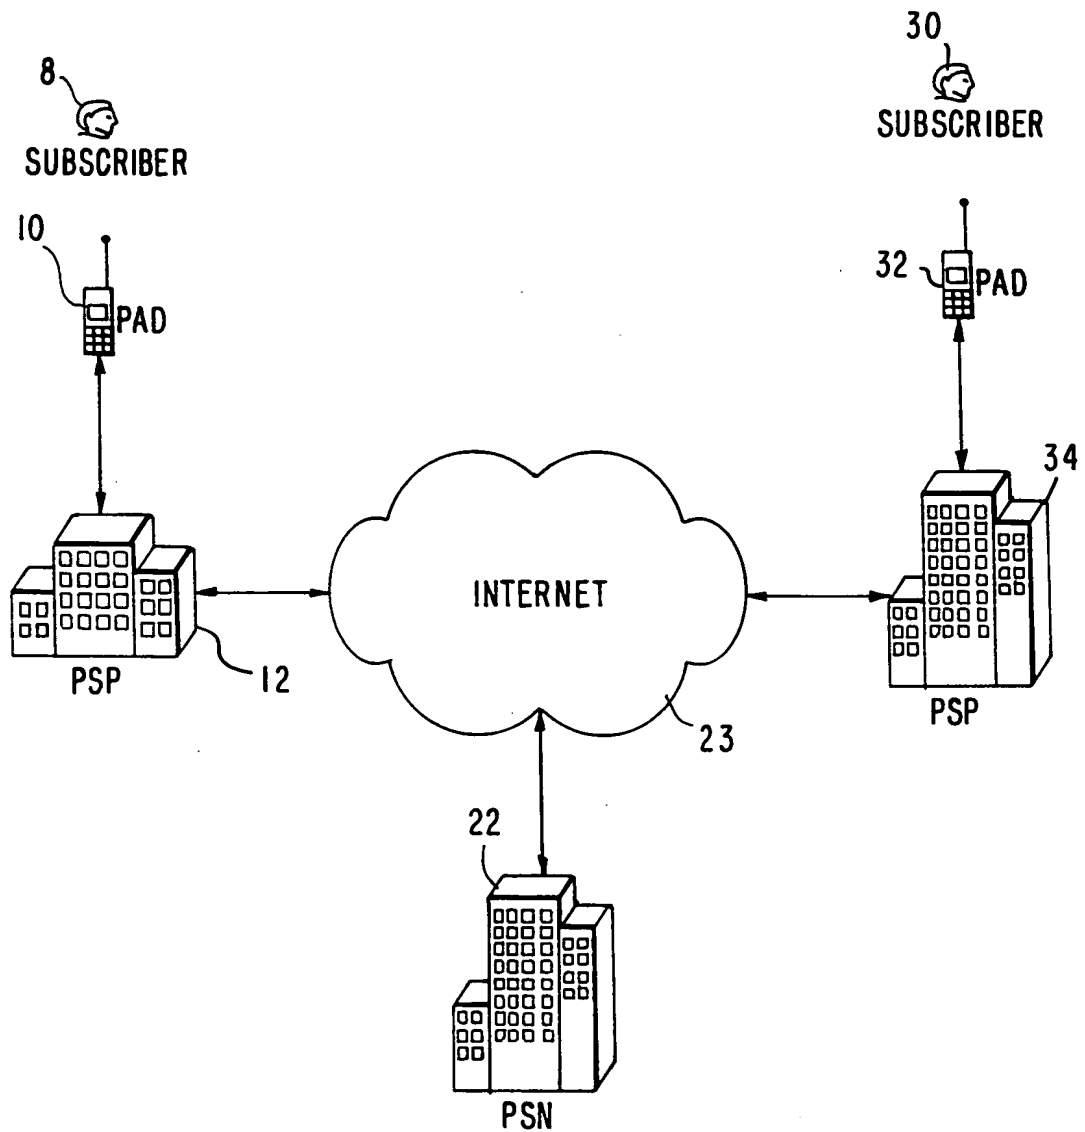 30
8
SUBSCRIBER
SUBSCRIBER
10
32
PAD
PAD
34
INTERNET
12
PSP
PSP
23
22
PSN